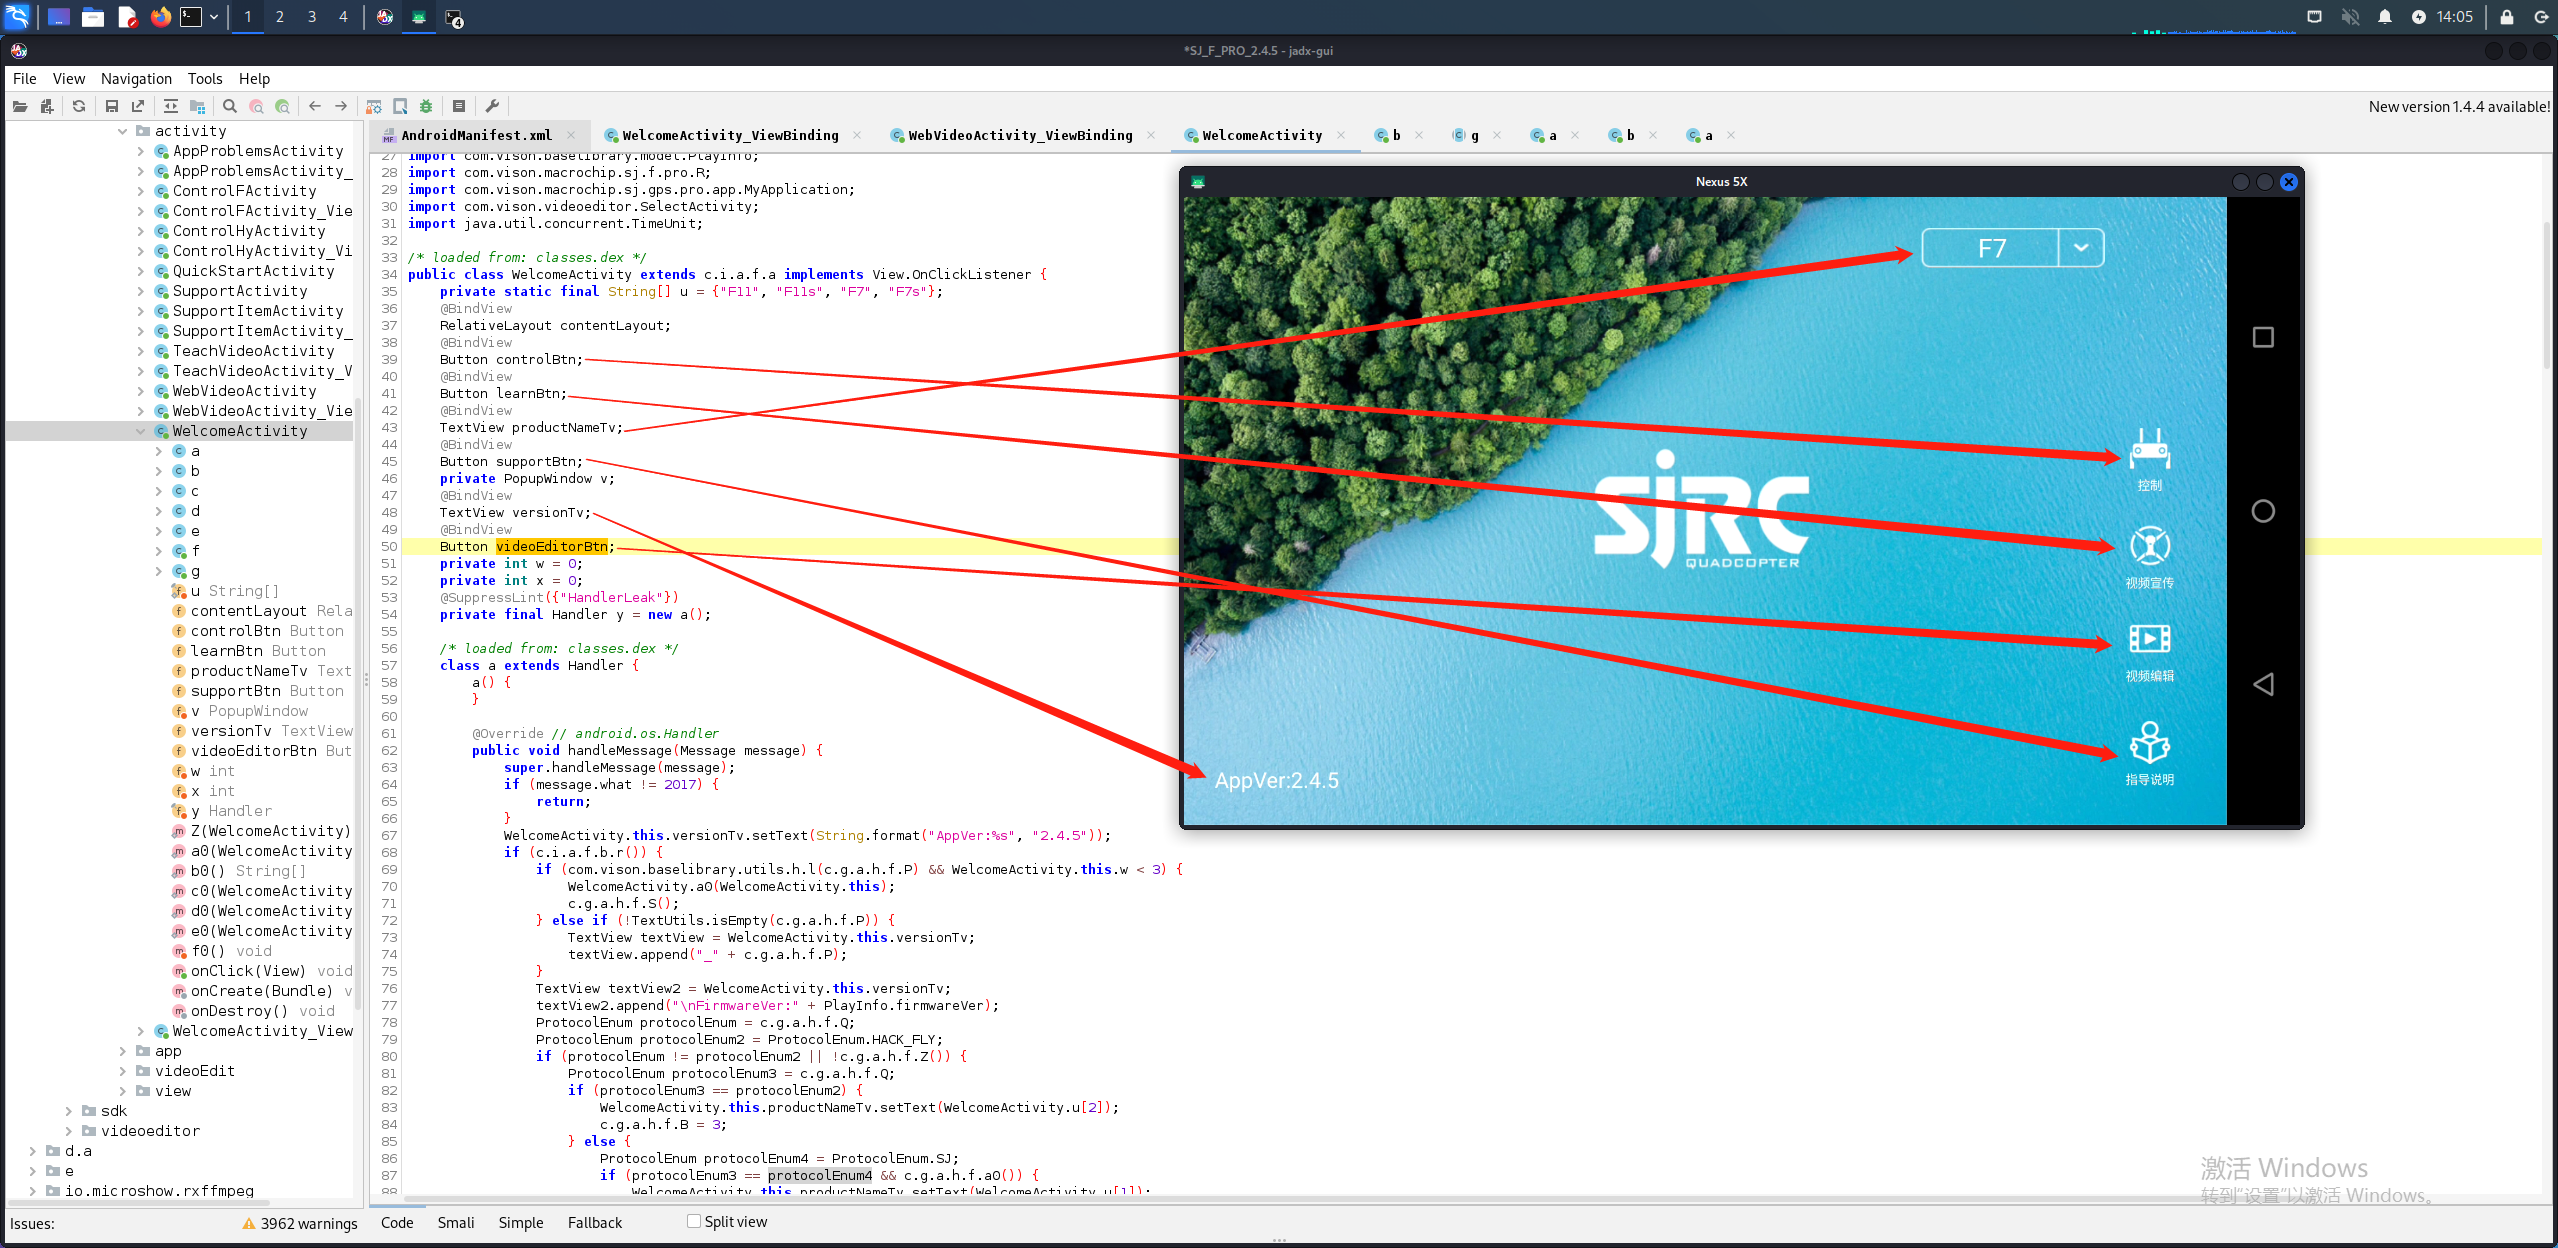 1 2 3 4
14:05
*SJ_F_PRO_2.4.5 - jadx-gui
File View Navigation Tools Help
New version 1.4.4 available!
activity
AppProblemsActivity
AppProblemsActivity_
ControlFActivity
ControlFActivity_Vie
ControlHyActivity
ControlHyActivity_Vi
QuickStartActivity
SupportActivity
SupportItemActivity
SupportItemActivity_
TeachVideoActivity
TeachVideoActivity_V
WebVideoActivity
WebVideoActivity_Vie
WelcomeActivity
a
b
c
d
e
f
g
u String[]
contentLayout Rela
controlBtn Button
learnBtn Button
productNameTv Text
supportBtn Button
v PopupWindow
versionTv TextView
videoEditorBtn But
w int
x int
y Handler
Z(WelcomeActivity)
a0(WelcomeActivity
b0() String[]
c0(WelcomeActivity
d0(WelcomeActivity
e0(WelcomeActivity
f0() void
onClick(View) void
onCreate(Bundle) v
onDestroy() void
WelcomeActivity_View
app
videoEdit
view
sdk
videoeditor
d.a
e
io.microshow.rxffmpeg
AndroidManifest.xml WelcomeActivity_ViewBinding WebVideoActivity_ViewBinding WelcomeActivity b g a b a
27 import com.vison.baselibrary.model.PlayInfo;
28 import com.vison.macrochip.sj.f.pro.R;
29 import com.vison.macrochip.sj.gps.pro.app.MyApplication;
30 import com.vison.videoeditor.SelectActivity;
31 import java.util.concurrent.TimeUnit;
32
33 /* loaded from: classes.dex */
34 public class WelcomeActivity extends c.i.a.f.a implements View.OnClickListener {
35 private static final String[] u = {"F11", "F11s", "F7", "F7s"};
36 @BindView
37 RelativeLayout contentLayout;
38 @BindView
39 Button controlBtn;
40 @BindView
41 Button learnBtn;
42 @BindView
43 TextView productNameTv;
44 @BindView
45 Button supportBtn;
46 private PopupWindow v;
47 @BindView
48 TextView versionTv;
49 @BindView
50 Button videoEditorBtn;
51 private int w = 0;
52 private int x = 0;
53 @SuppressLint({"HandlerLeak"})
54 private final Handler y = new a();
55
56 /* loaded from: classes.dex */
57 class a extends Handler {
58 a() {
59 }
60
61 @Override // android.os.Handler
62 public void handleMessage(Message message) {
63 super.handleMessage(message);
64 if (message.what != 2017) {
65 return;
66 }
67 WelcomeActivity.this.versionTv.setText(String.format("AppVer:%s", "2.4.5"));
68 if (c.i.a.f.b.r()) {
69 if (com.vison.baselibrary.utils.h.l(c.g.a.h.f.P) && WelcomeActivity.this.w < 3) {
70 WelcomeActivity.a0(WelcomeActivity.this);
71 c.g.a.h.f.S();
72 } else if (!TextUtils.isEmpty(c.g.a.h.f.P)) {
73 TextView textView = WelcomeActivity.this.versionTv;
74 textView.append("_" + c.g.a.h.f.P);
75 }
76 TextView textView2 = WelcomeActivity.this.versionTv;
77 textView2.append("\nFirmwareVer:" + PlayInfo.firmwareVer);
78 ProtocolEnum protocolEnum = c.g.a.h.f.Q;
79 ProtocolEnum protocolEnum2 = ProtocolEnum.HACK_FLY;
80 if (protocolEnum != protocolEnum2 || !c.g.a.h.f.Z()) {
81 ProtocolEnum protocolEnum3 = c.g.a.h.f.Q;
82 if (protocolEnum3 == protocolEnum2) {
83 WelcomeActivity.this.productNameTv.setText(WelcomeActivity.u[2]);
84 c.g.a.h.f.B = 3;
85 } else {
86 ProtocolEnum protocolEnum4 = ProtocolEnum.SJ;
87 if (protocolEnum3 == protocolEnum4 && c.g.a.h.f.a0()) {
88 WelcomeActivity.this.productNameTv.setText(WelcomeActivity.u[1]);
Nexus 5X
F7
控制
SJRC
QUADCOPTER
视频宣传
视频编辑
指导说明
AppVer:2.4.5
激活 Windows
转到"设置"以激活 Windows。
Issues: 3962 warnings Code Smali Simple Fallback Split view